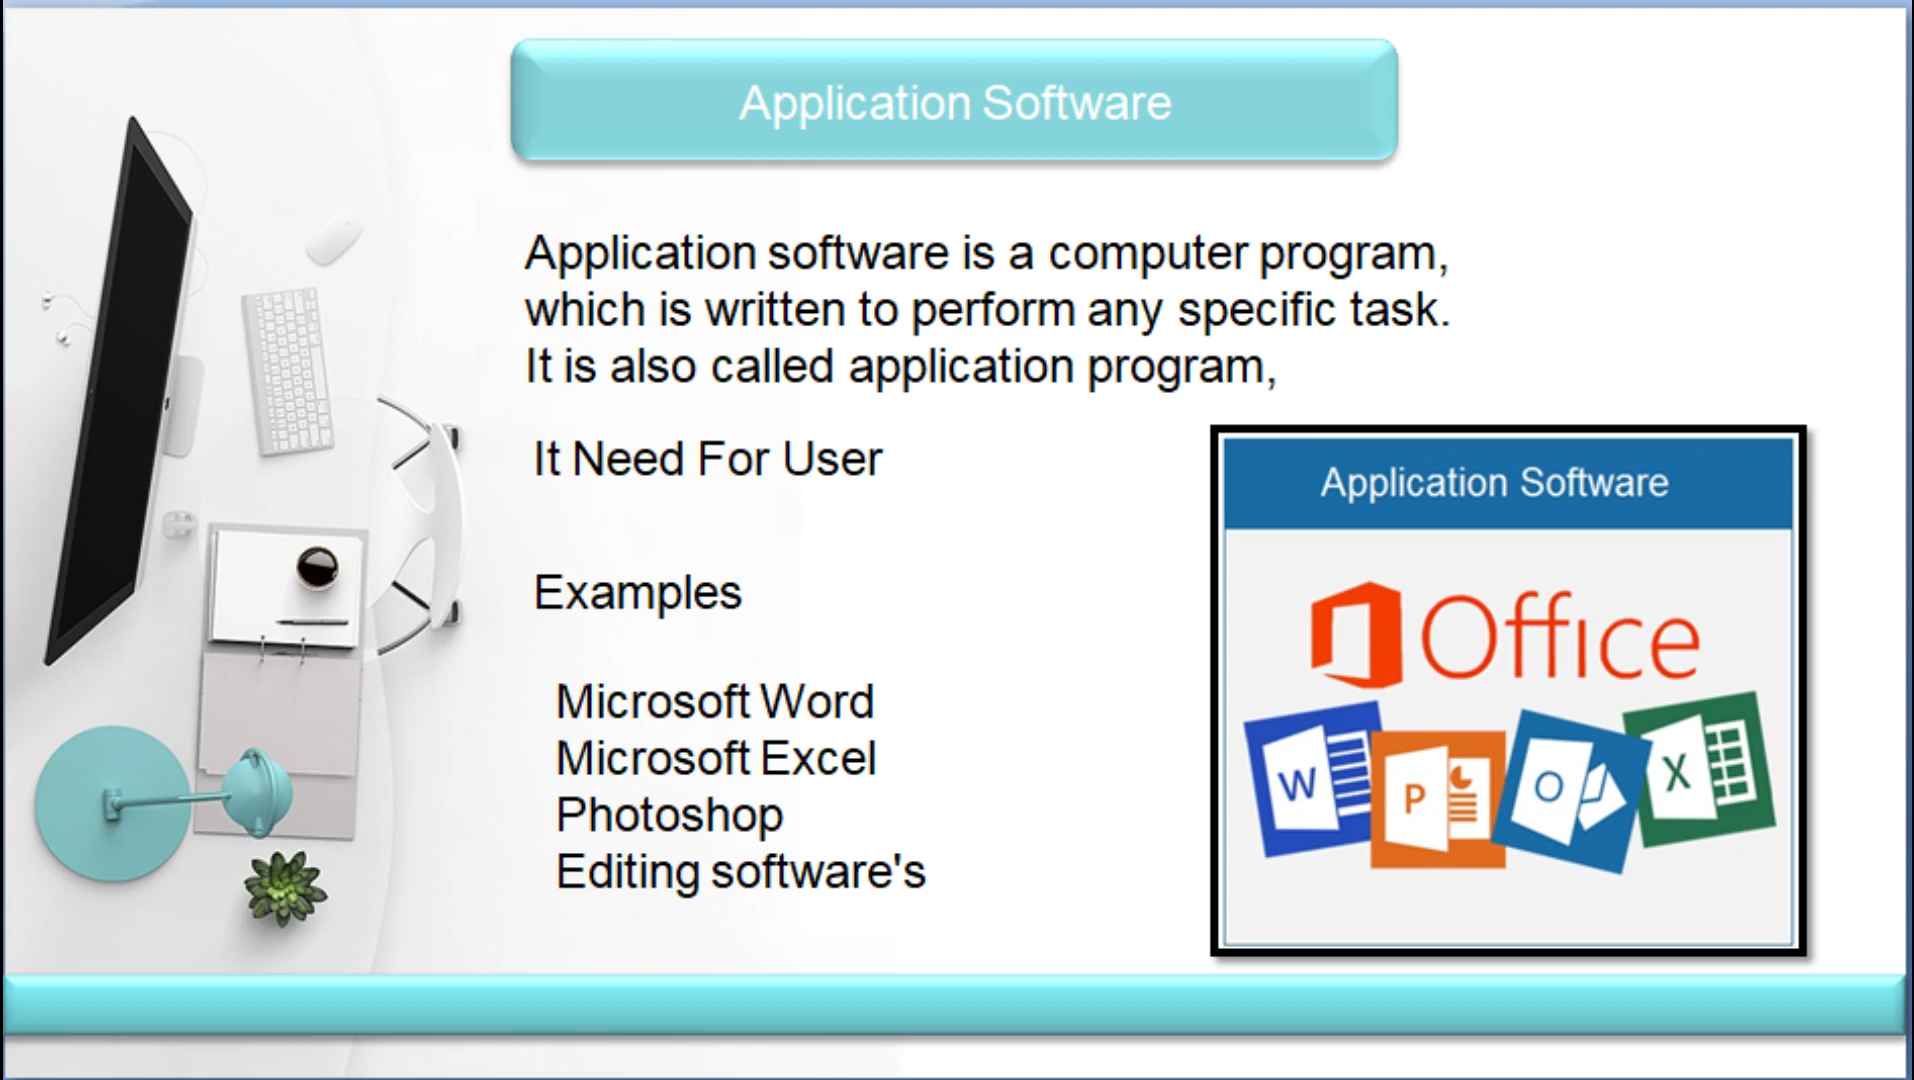 Application Software
Application software is a computer program,
which is written to perform any specific task.
It is also called application program,
It Need For User
Examples
Microsoft Word
Microsoft Excel
Photoshop
Editing software's
Application Software
Office
W
P
O
X